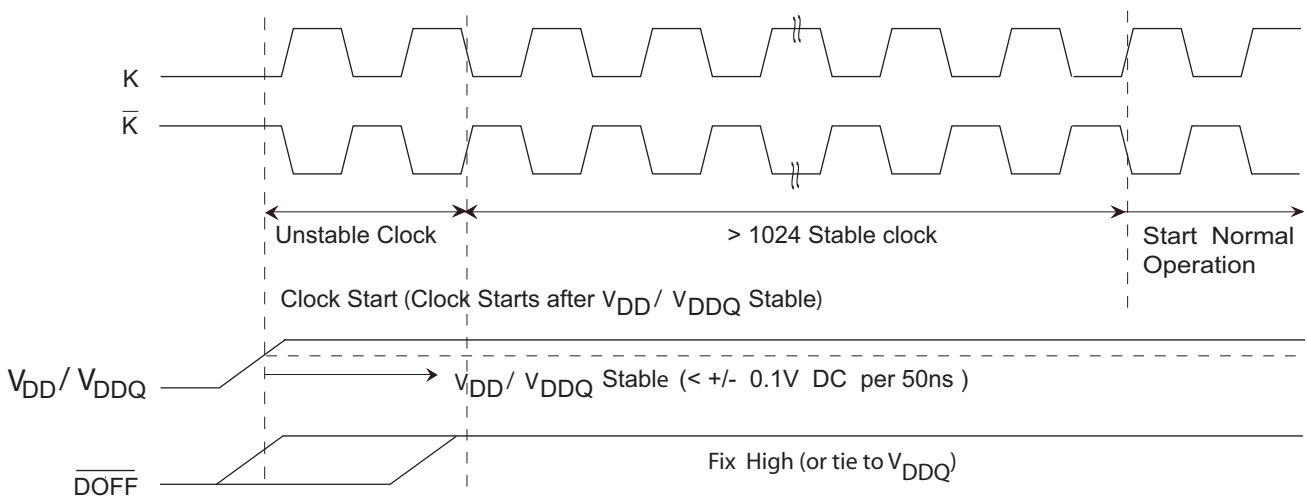 K
K̅
Unstable Clock
> 1024 Stable clock
Start Normal
Operation
Clock Start (Clock Starts after VDD / VDDQ Stable)
VDD / VDDQ
VDD / VDDQ Stable (< +/- 0.1V DC per 50ns )
D̅O̅F̅F̅
Fix High (or tie to VDDQ)